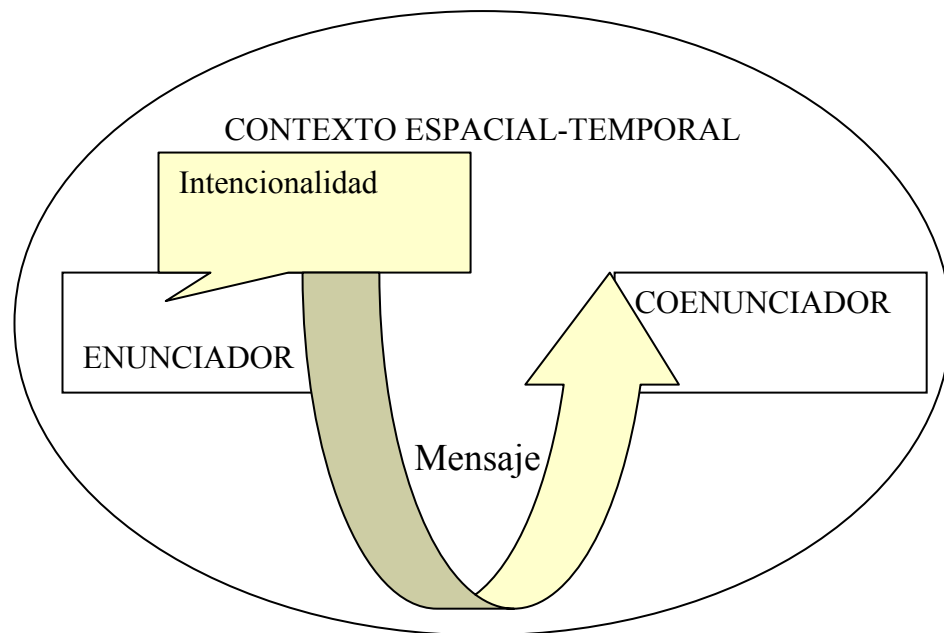 CONTEXTO ESPACIAL-TEMPORAL
Intencionalidad
COENUNCIADOR
ENUNCIADOR
Mensaje